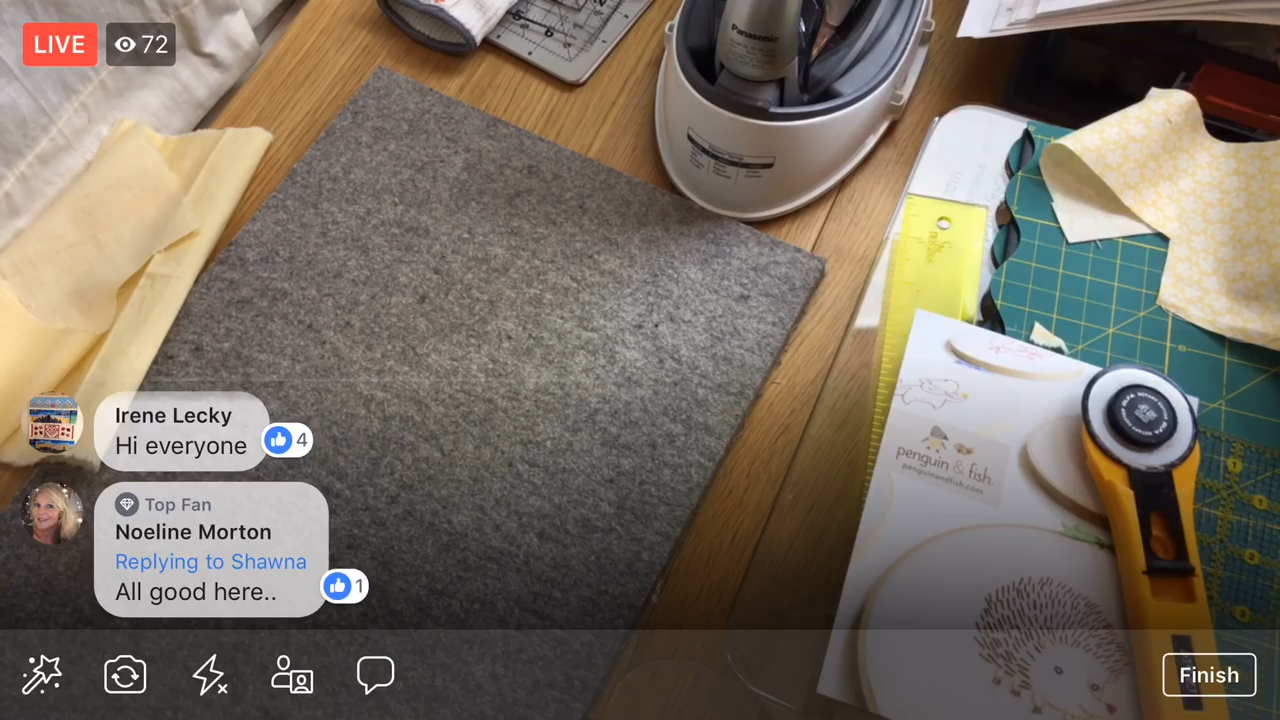 LIVE
72
Panasonic
Irene Lecky
Hi everyone
4
Top Fan
Noeline Morton
Replying to Shawna
All good here..
1
penguin & fish
penguinandfish.com
OLFA
Finish